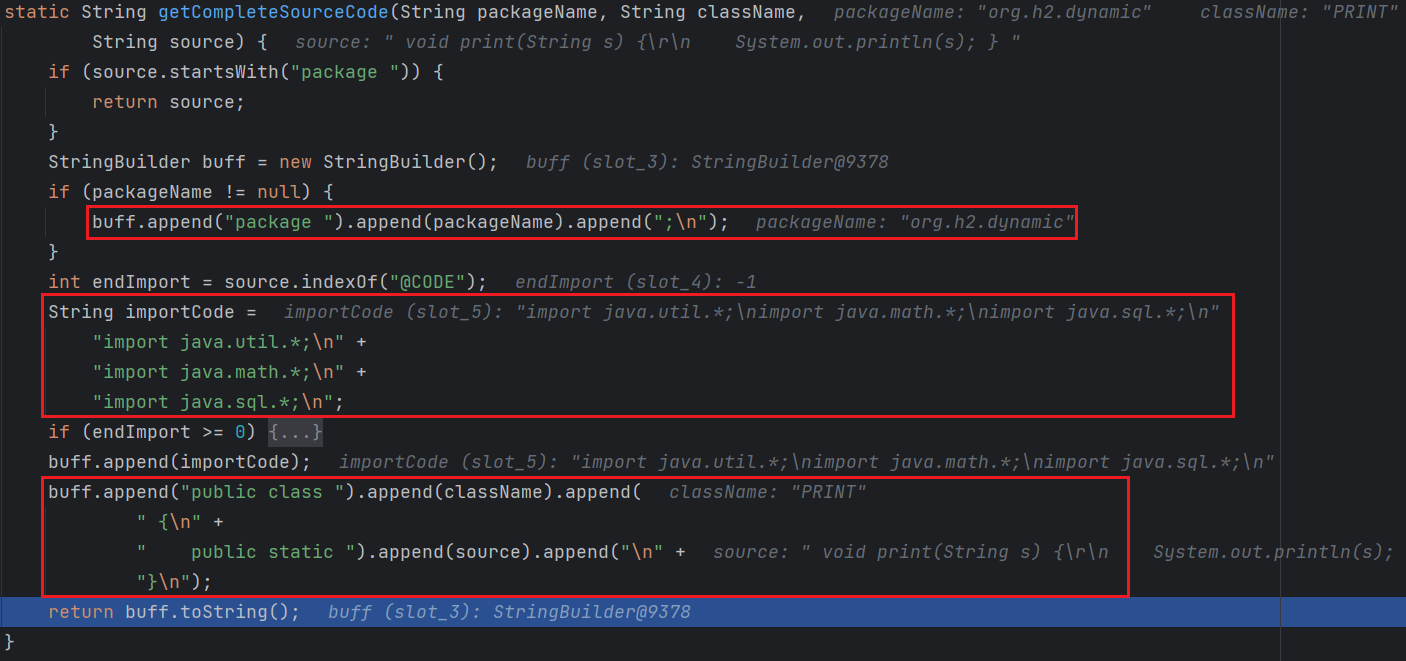 static String getCompleteSourceCode(String packageName, String className,   packageName: "org.h2.dynamic"    className: "PRINT"
        String source) {   source: " void print(String s) {\r\n    System.out.println(s); } "
    if (source.startsWith("package ")) {
        return source;
    }
    StringBuilder buff = new StringBuilder();   buff (slot_3): StringBuilder@9378
    if (packageName != null) {
        buff.append("package ").append(packageName).append(";\n");   packageName: "org.h2.dynamic"
    }
    int endImport = source.indexOf("@CODE");   endImport (slot_4): -1
    String importCode =   importCode (slot_5): "import java.util.*;\nimport java.math.*;\nimport java.sql.*;\n"
        "import java.util.*;\n" +
        "import java.math.*;\n" +
        "import java.sql.*;\n";
    if (endImport >= 0) {...}
    buff.append(importCode);   importCode (slot_5): "import java.util.*;\nimport java.math.*;\nimport java.sql.*;\n"
    buff.append("public class ").append(className).append(   className: "PRINT"
            " {\n" +
            "    public static ").append(source).append("\n" +   source: " void print(String s) {\r\n    System.out.println(s);
            "}\n");
    return buff.toString();   buff (slot_3): StringBuilder@9378
}